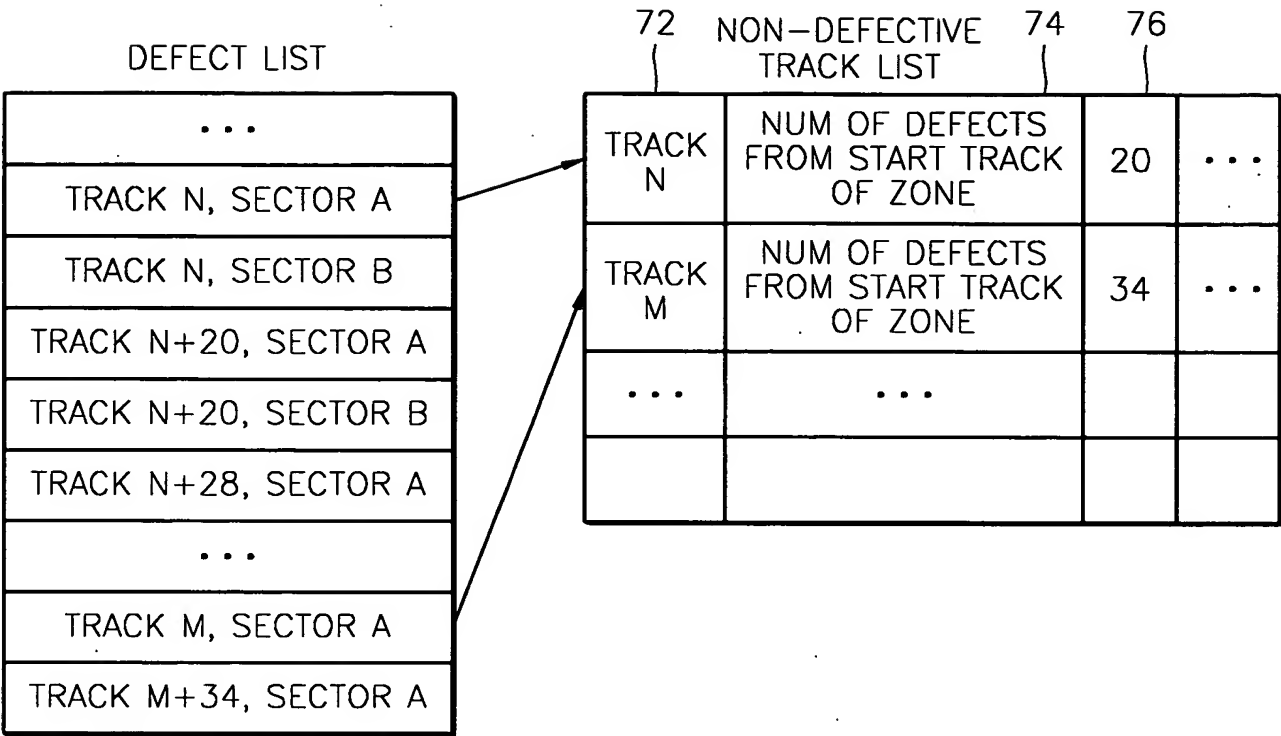 DEFECT LIST
• • •
TRACK N, SECTOR A
TRACK N, SECTOR B
TRACK N+20, SECTOR A
TRACK N+20, SECTOR B
TRACK N+28, SECTOR A
• • •
TRACK M, SECTOR A
TRACK M+34, SECTOR A
72
NON-DEFECTIVE
TRACK LIST
74
76
TRACK
N
NUM OF DEFECTS
FROM START TRACK
OF ZONE
20
• • •
TRACK
M
NUM OF DEFECTS
FROM START TRACK
OF ZONE
34
• • •
• • •
• • •